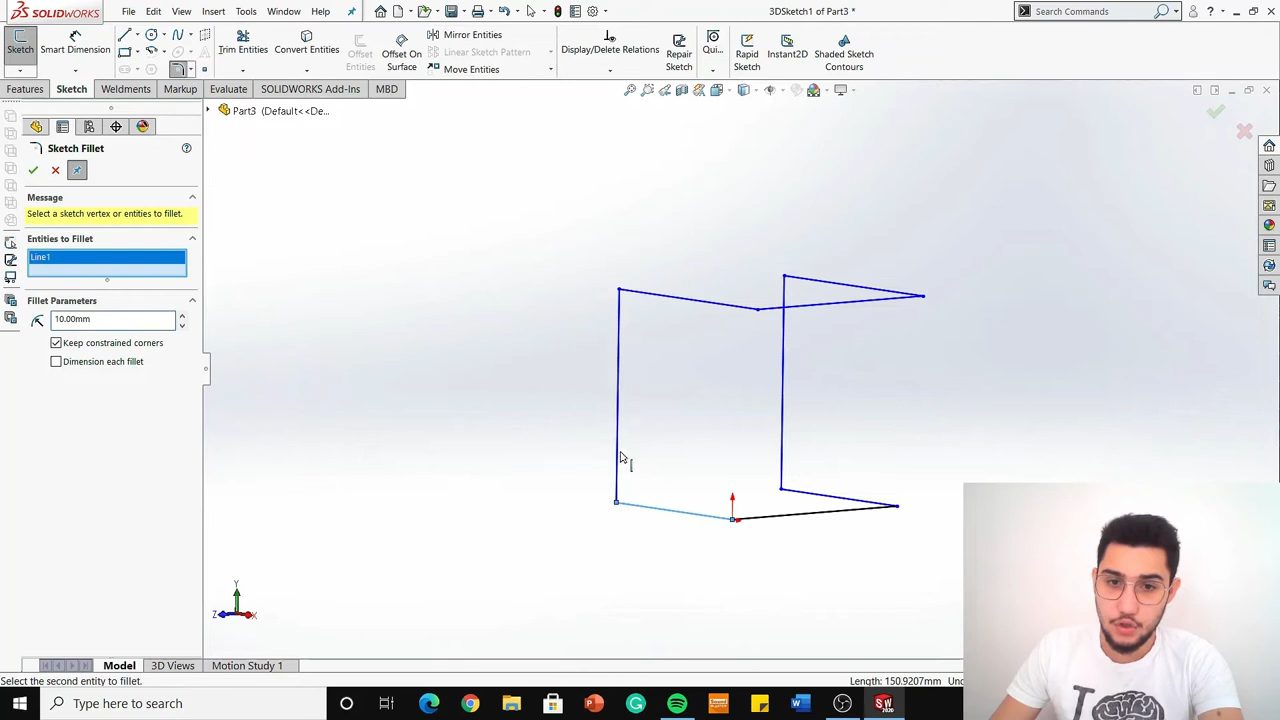 SOLIDWORKS
File Edit View Insert Tools Window Help
3DSketch1 of Part3 *
Search Commands
Sketch
Smart Dimension
Trim Entities
Convert Entities
Offset Entities
Offset On Surface
Mirror Entities
Linear Sketch Pattern
Move Entities
Display/Delete Relations
Repair Sketch
Qui...
Rapid Sketch
Instant2D
Shaded Sketch Contours
Features Sketch Weldments Markup Evaluate SOLIDWORKS Add-Ins MBD
Part3 (Default<<De...
Sketch Fillet
Message
Select a sketch vertex or entities to fillet.
Entities to Fillet
Line1
Fillet Parameters
10.00mm
Keep constrained corners
Dimension each fillet
Y
Z
X
Model 3D Views Motion Study 1
Select the second entity to fillet.
Length: 150.9207mm
Type here to search
SW
2020